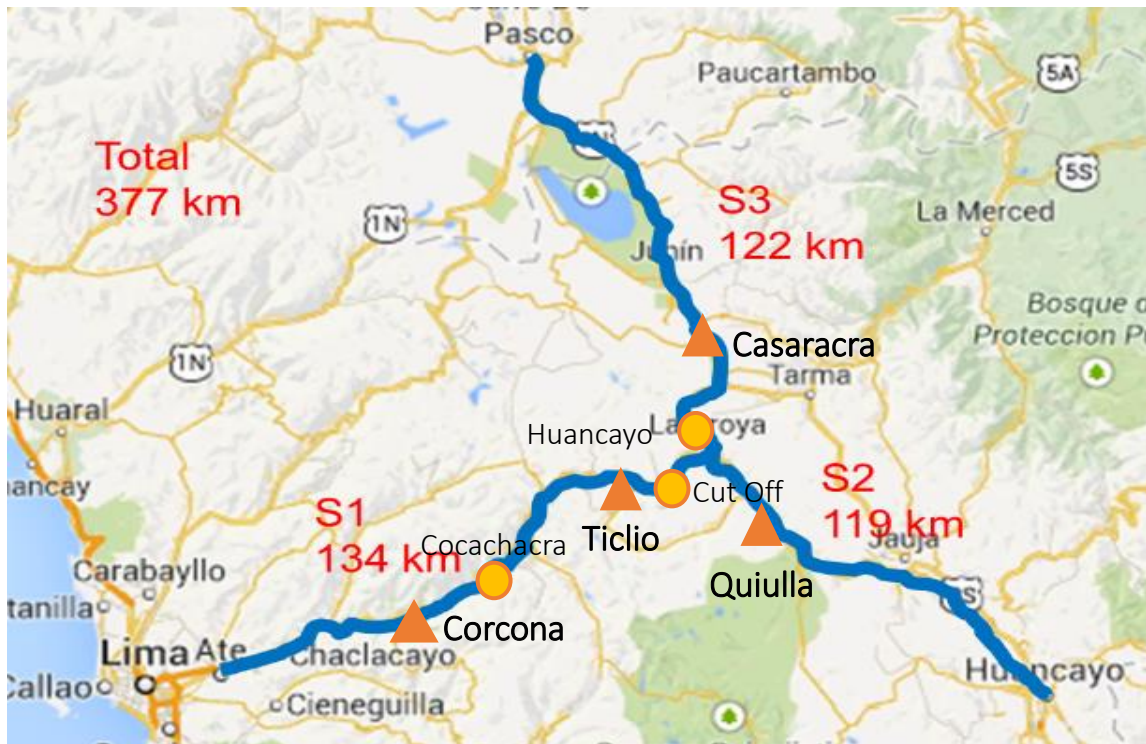 Pasco
Paucartambo
5A
Total
377 km
S3
122 km
5S
La Merced
1N
Junín
Bosque d
Proteccion P
Casaracra
1N
Tarma
Huaral
Huancayo
La Oroya
ancay
S1
134 km
Cut Off
S2
119 km
Ticlio
Cocachacra
Jauja
Carabayllo
Quiulla
tanilla
Corcona
Lima
Ate
Chaclacayo
Huancayo
Callao
Cieneguilla